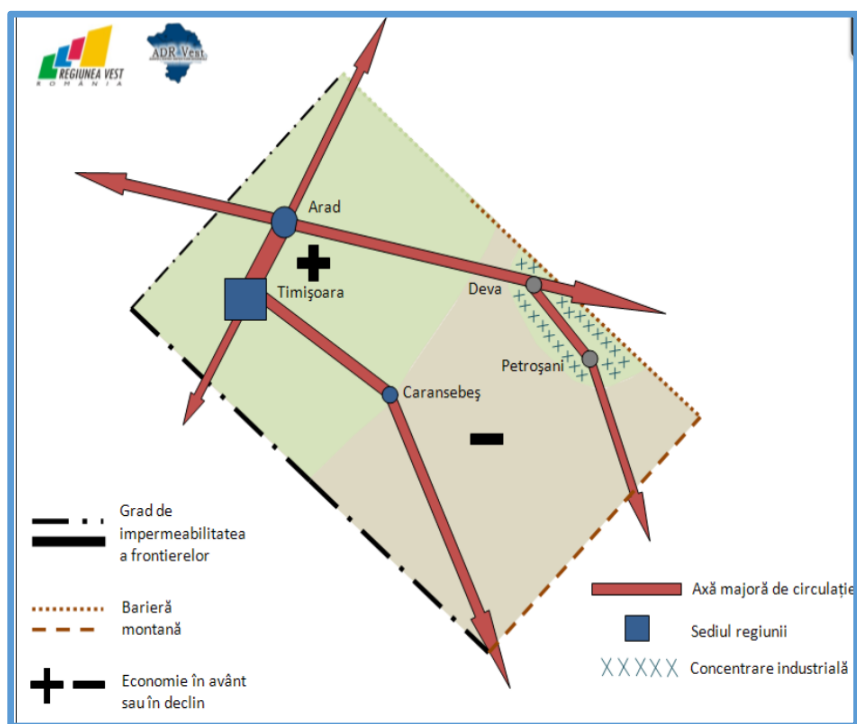 REGIUNEA VEST
ROMÂNIA
ADR Vest
Arad
Timişoara
Deva
Petroşani
Caransebeş
Grad de
impermeabilitatea
a frontierelor
Barieră
montană
Economie în avânt
sau în declin
Axă majoră de circulaţie
Sediul regiunii
Concentrare industrială